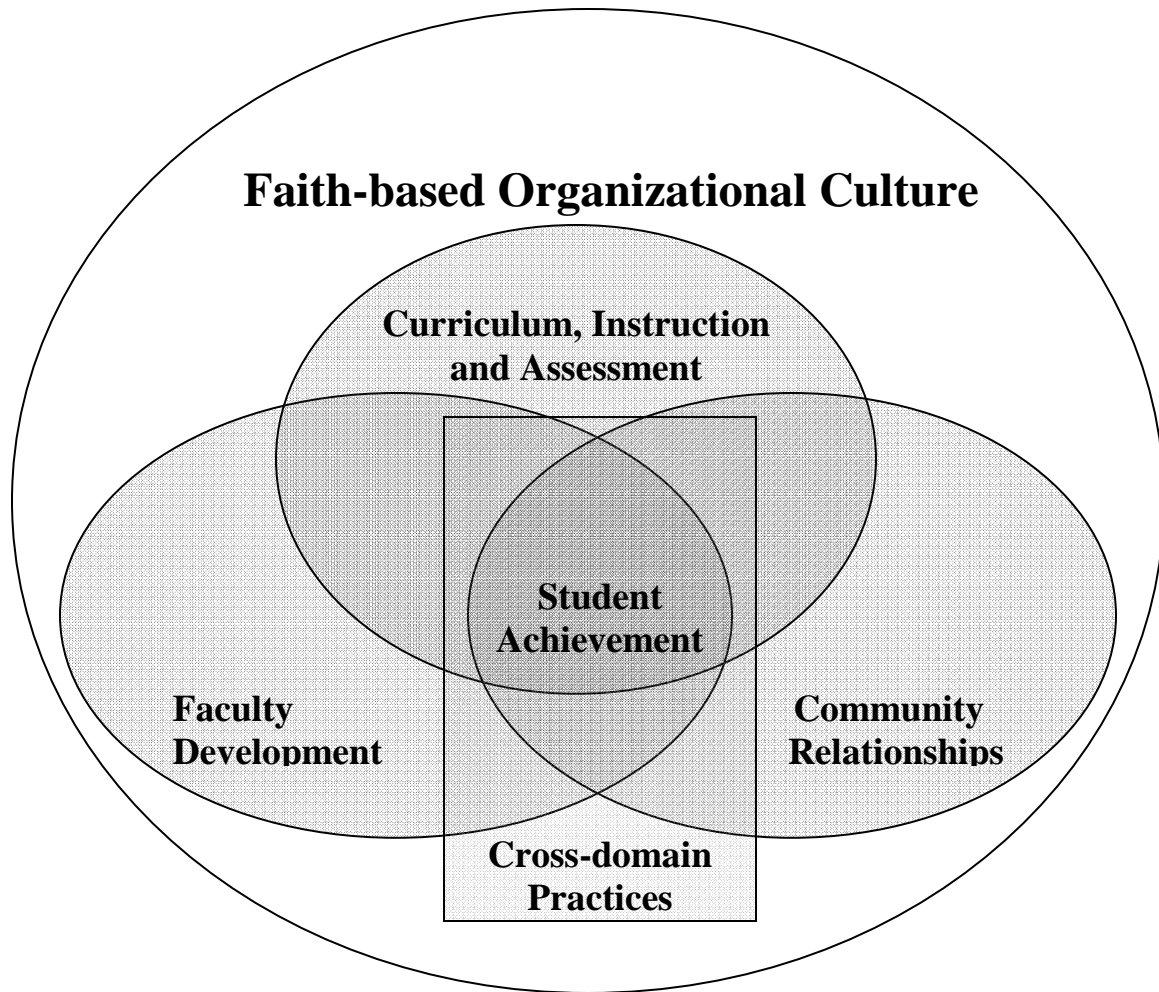 Faith-based Organizational Culture
Curriculum, Instruction
and Assessment
Student
Achievement
Faculty
Development
Community
Relationships
Cross-domain
Practices